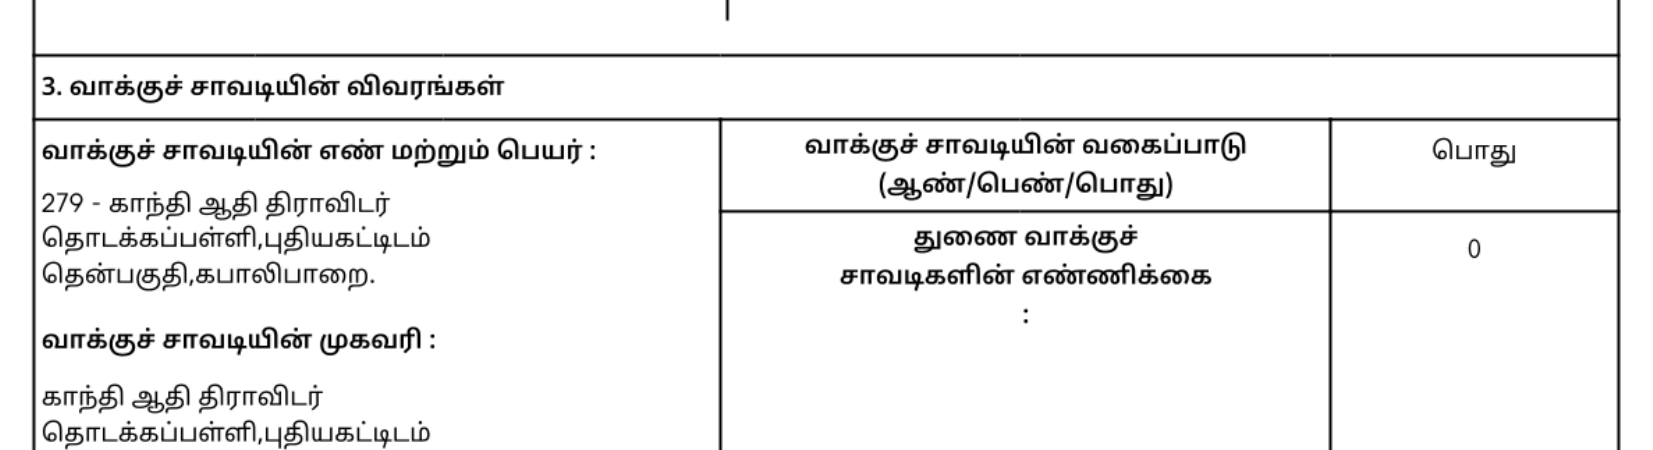 3. வாக்குச் சாவடியின் விவரங்கள்
வாக்குச் சாவடியின் எண் மற்றும் பெயர் :
279 - காந்தி ஆதி திராவிடர்
தொடக்கப்பள்ளி,புதியகட்டிடம்
தென்பகுதி,கபாலிபாறை.
வாக்குச் சாவடியின் முகவரி :
காந்தி ஆதி திராவிடர்
தொடக்கப்பள்ளி,புதியகட்டிடம்
வாக்குச் சாவடியின் வகைப்பாடு
(ஆண்/பெண்/பொது)
பொது
துணை வாக்குச்
சாவடிகளின் எண்ணிக்கை
:
0